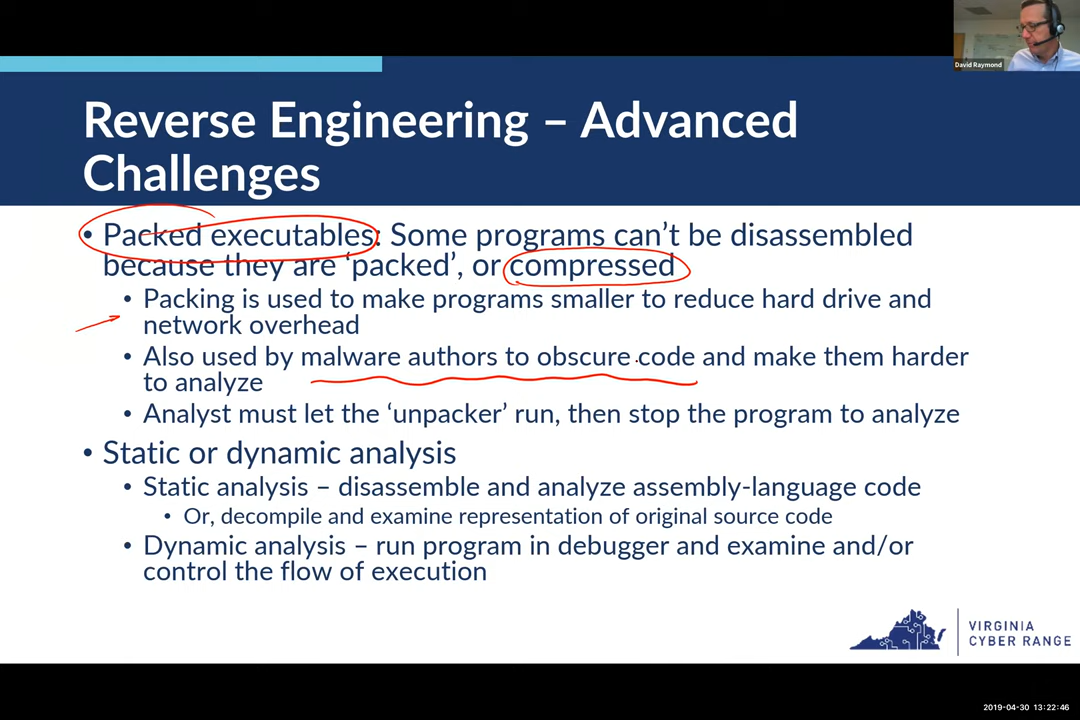 David Raymond
Reverse Engineering – Advanced
Challenges
• Packed executables: Some programs can’t be disassembled
because they are ‘packed’, or compressed
• Packing is used to make programs smaller to reduce hard drive and
network overhead
• Also used by malware authors to obscure code and make them harder
to analyze
• Analyst must let the ‘unpacker’ run, then stop the program to analyze
• Static or dynamic analysis
• Static analysis – disassemble and analyze assembly-language code
• Or, decompile and examine representation of original source code
• Dynamic analysis – run program in debugger and examine and/or
control the flow of execution
VIRGINIA
CYBER RANGE
2019-04-30 13:22:46